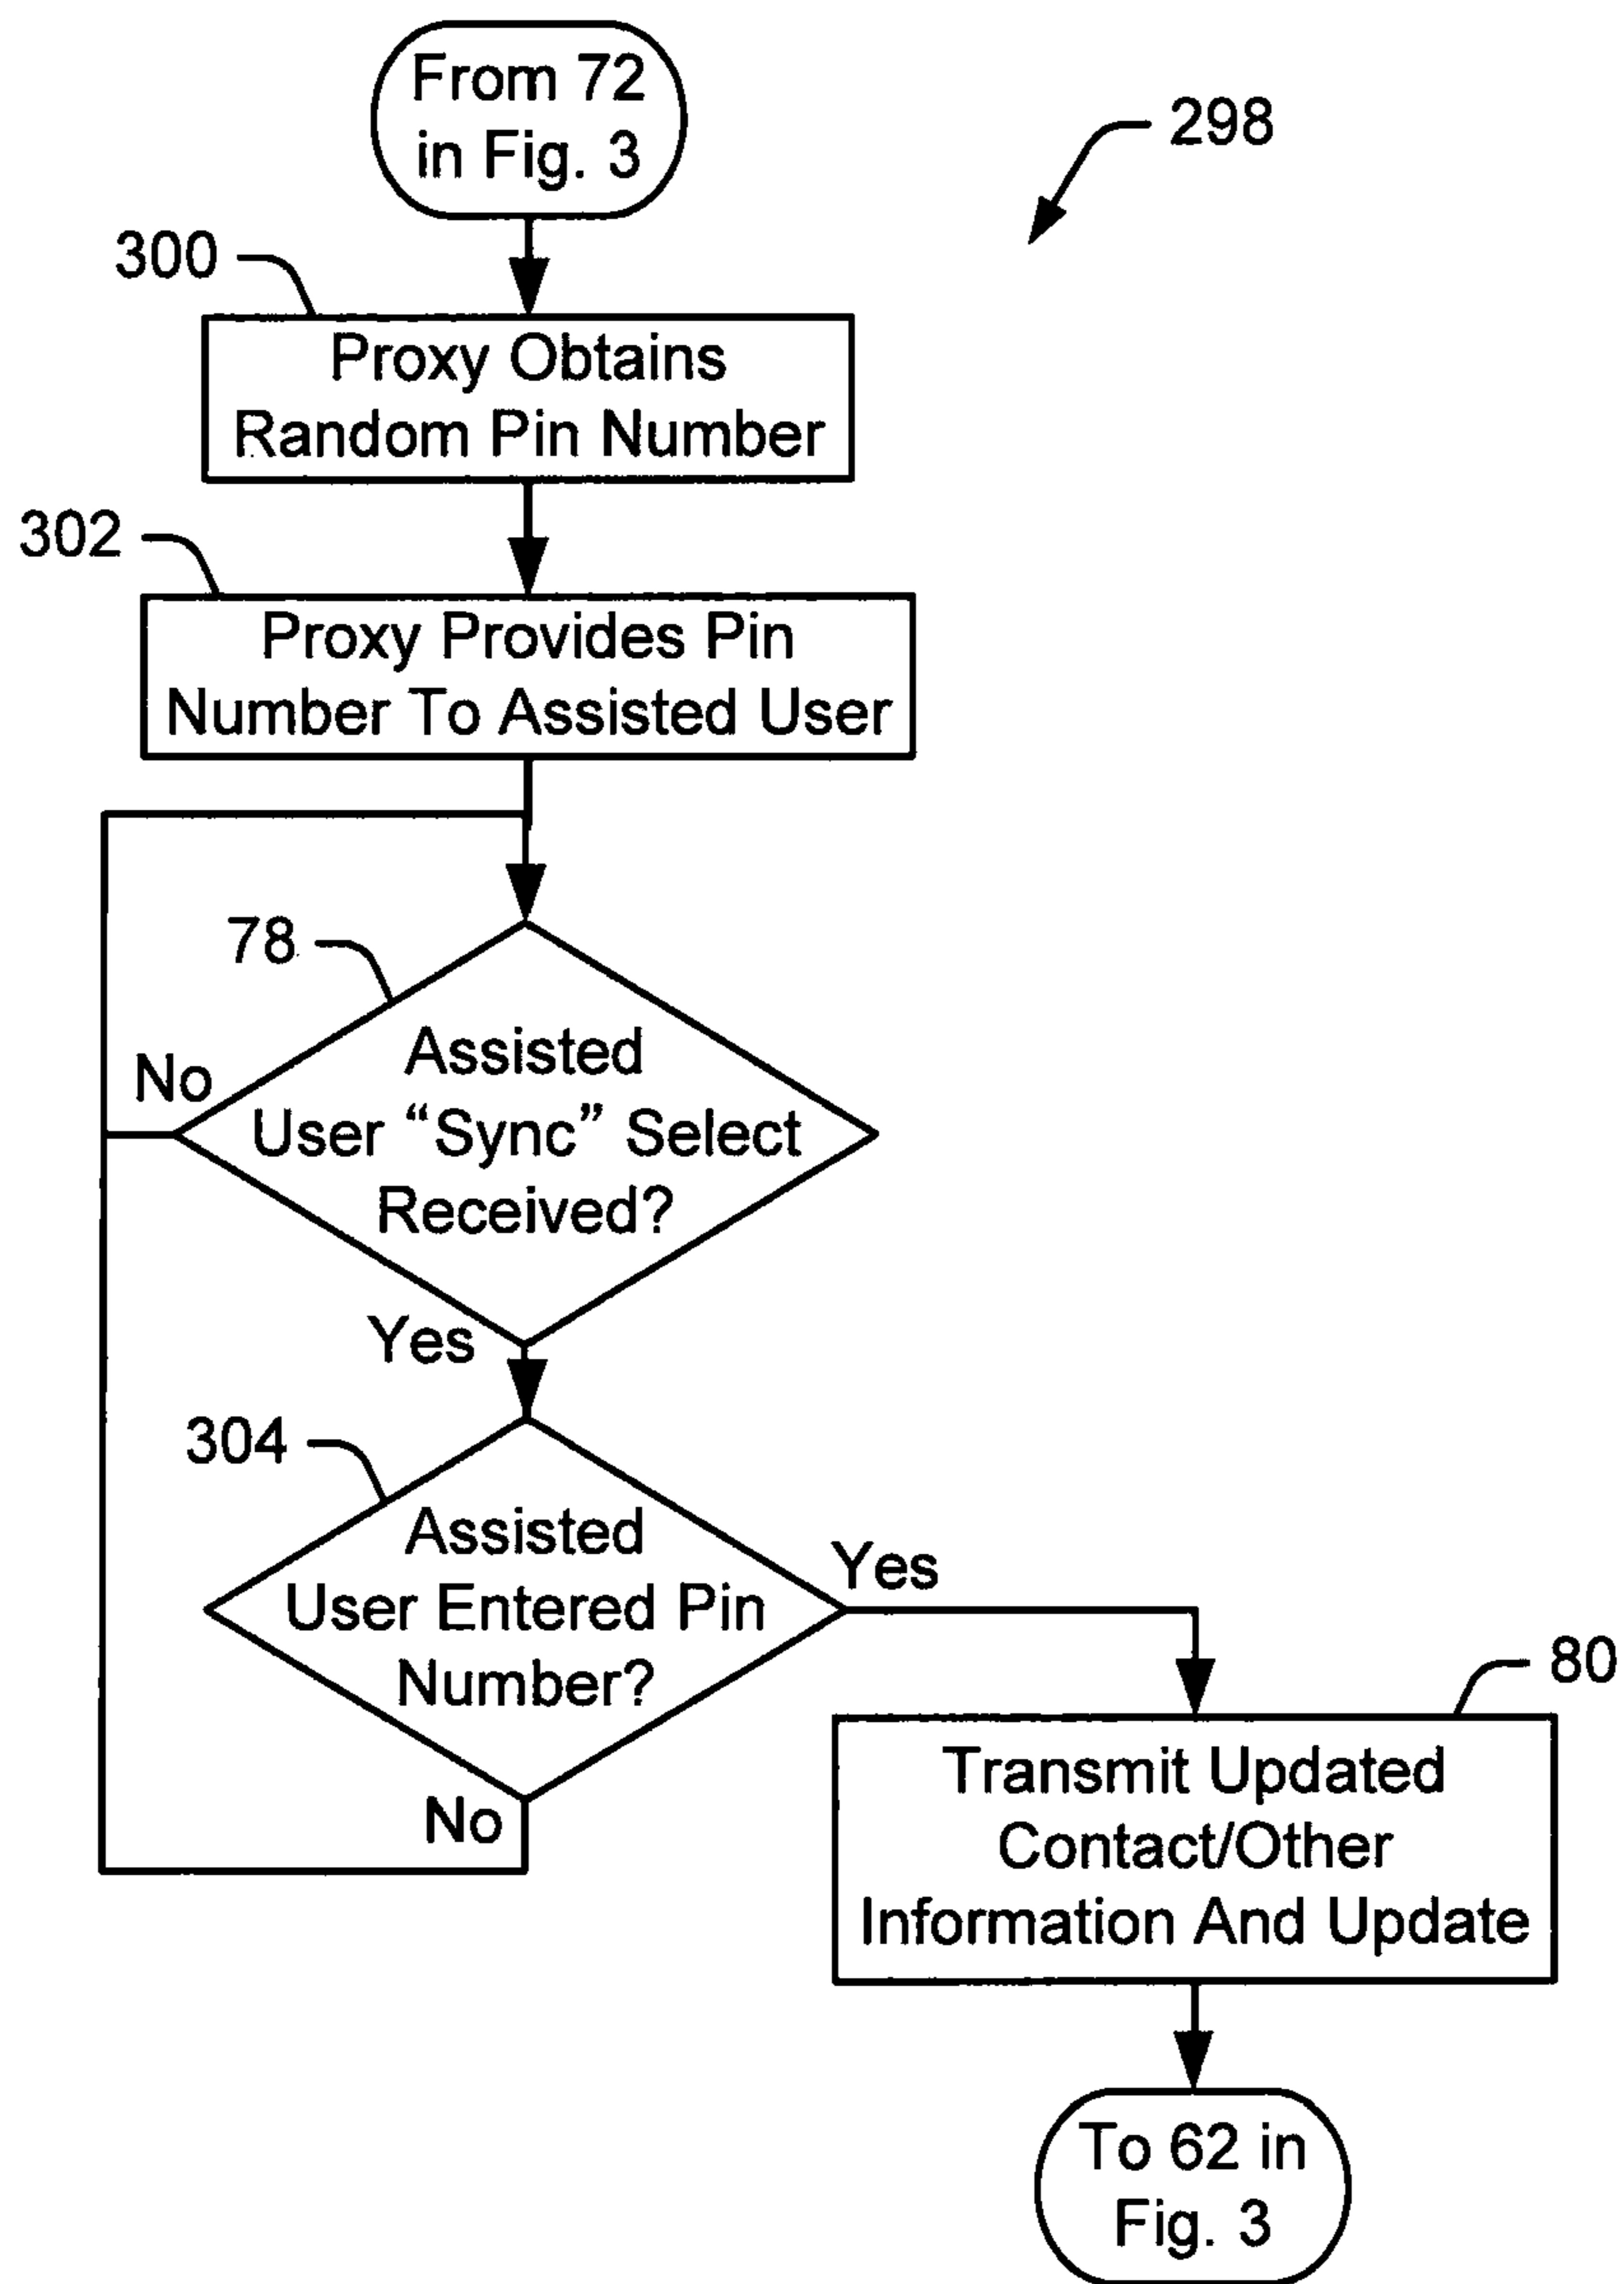 From 72
in Fig. 3
298
300
Proxy Obtains
Random Pin Number
302
Proxy Provides Pin
Number To Assisted User
78
Assisted
User “Sync” Select
Received?
No
Yes
304
Assisted
User Entered Pin
Number?
Yes
No
80
Transmit Updated
Contact/Other
Information And Update
To 62 in
Fig. 3